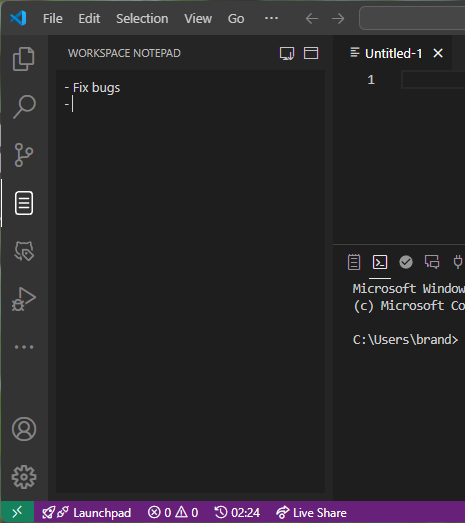 File Edit Selection View Go ...
WORKSPACE NOTEPAD
- Fix bugs
-
Untitled-1
1
Microsoft Window
(c) Microsoft Co
C:\Users\brand>
Launchpad 0 0 02:24 Live Share